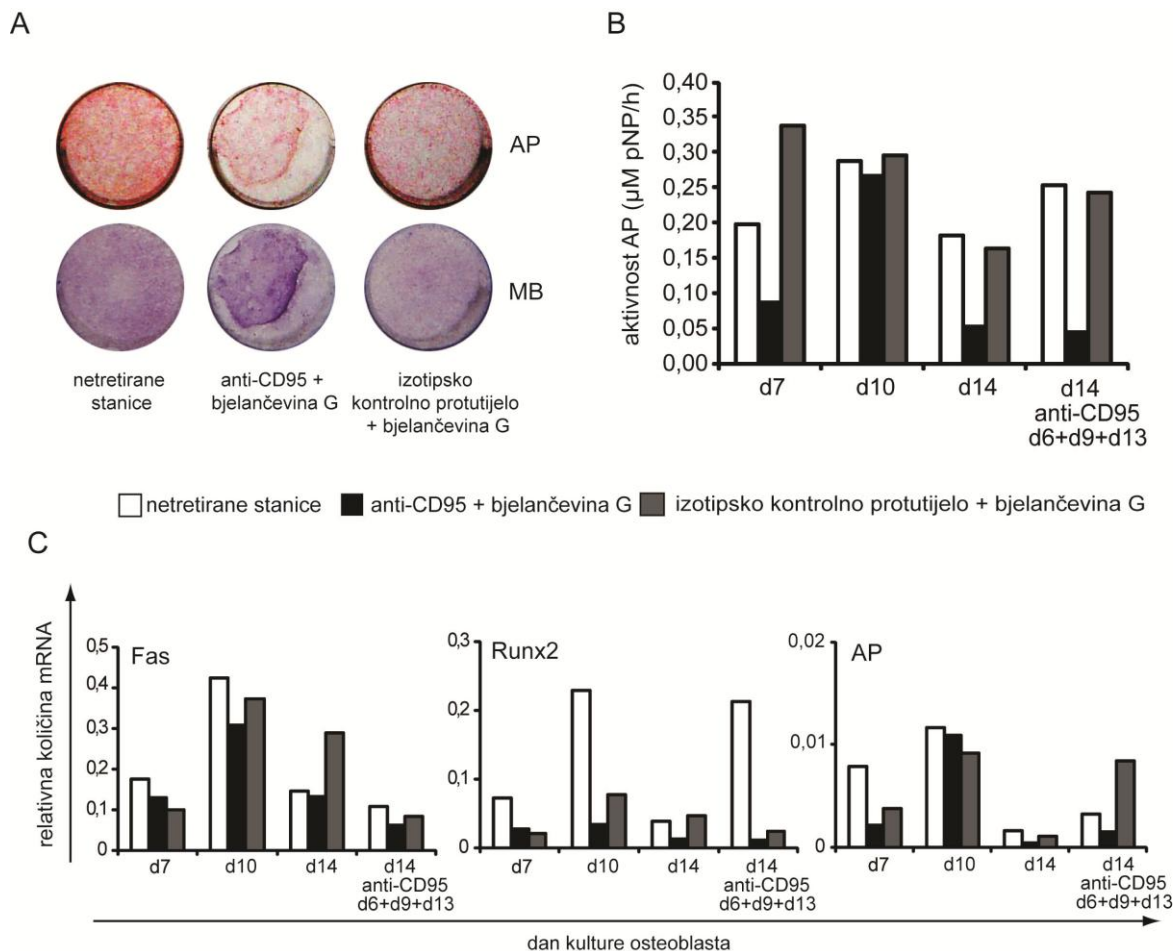 A
AP
MB
netretirane
stanice
anti-CD95 +
bjelančevina G
izotipsko
kontrolno protutijelo
+ bjelančevina G
B
aktivnost AP (µM pNP/h)
0,40
0,35
0,30
0,25
0,20
0,15
0,10
0,05
0,00
d7
d10
d14
d14
anti-CD95
d6+d9+d13
netretirane stanice
anti-CD95 + bjelančevina G
izotipsko kontrolno protutijelo + bjelančevina G
C
relativna količina mRNA
Fas
0,5
0,4
0,3
0,2
0,1
0
d7
d10
d14
d14
anti-CD95
d6+d9+d13
Runx2
0,3
0,2
0,1
0
d7
d10
d14
d14
anti-CD95
d6+d9+d13
AP
0,02
0,01
0
d7
d10
d14
d14
anti-CD95
d6+d9+d13
dan kulture osteoblasta